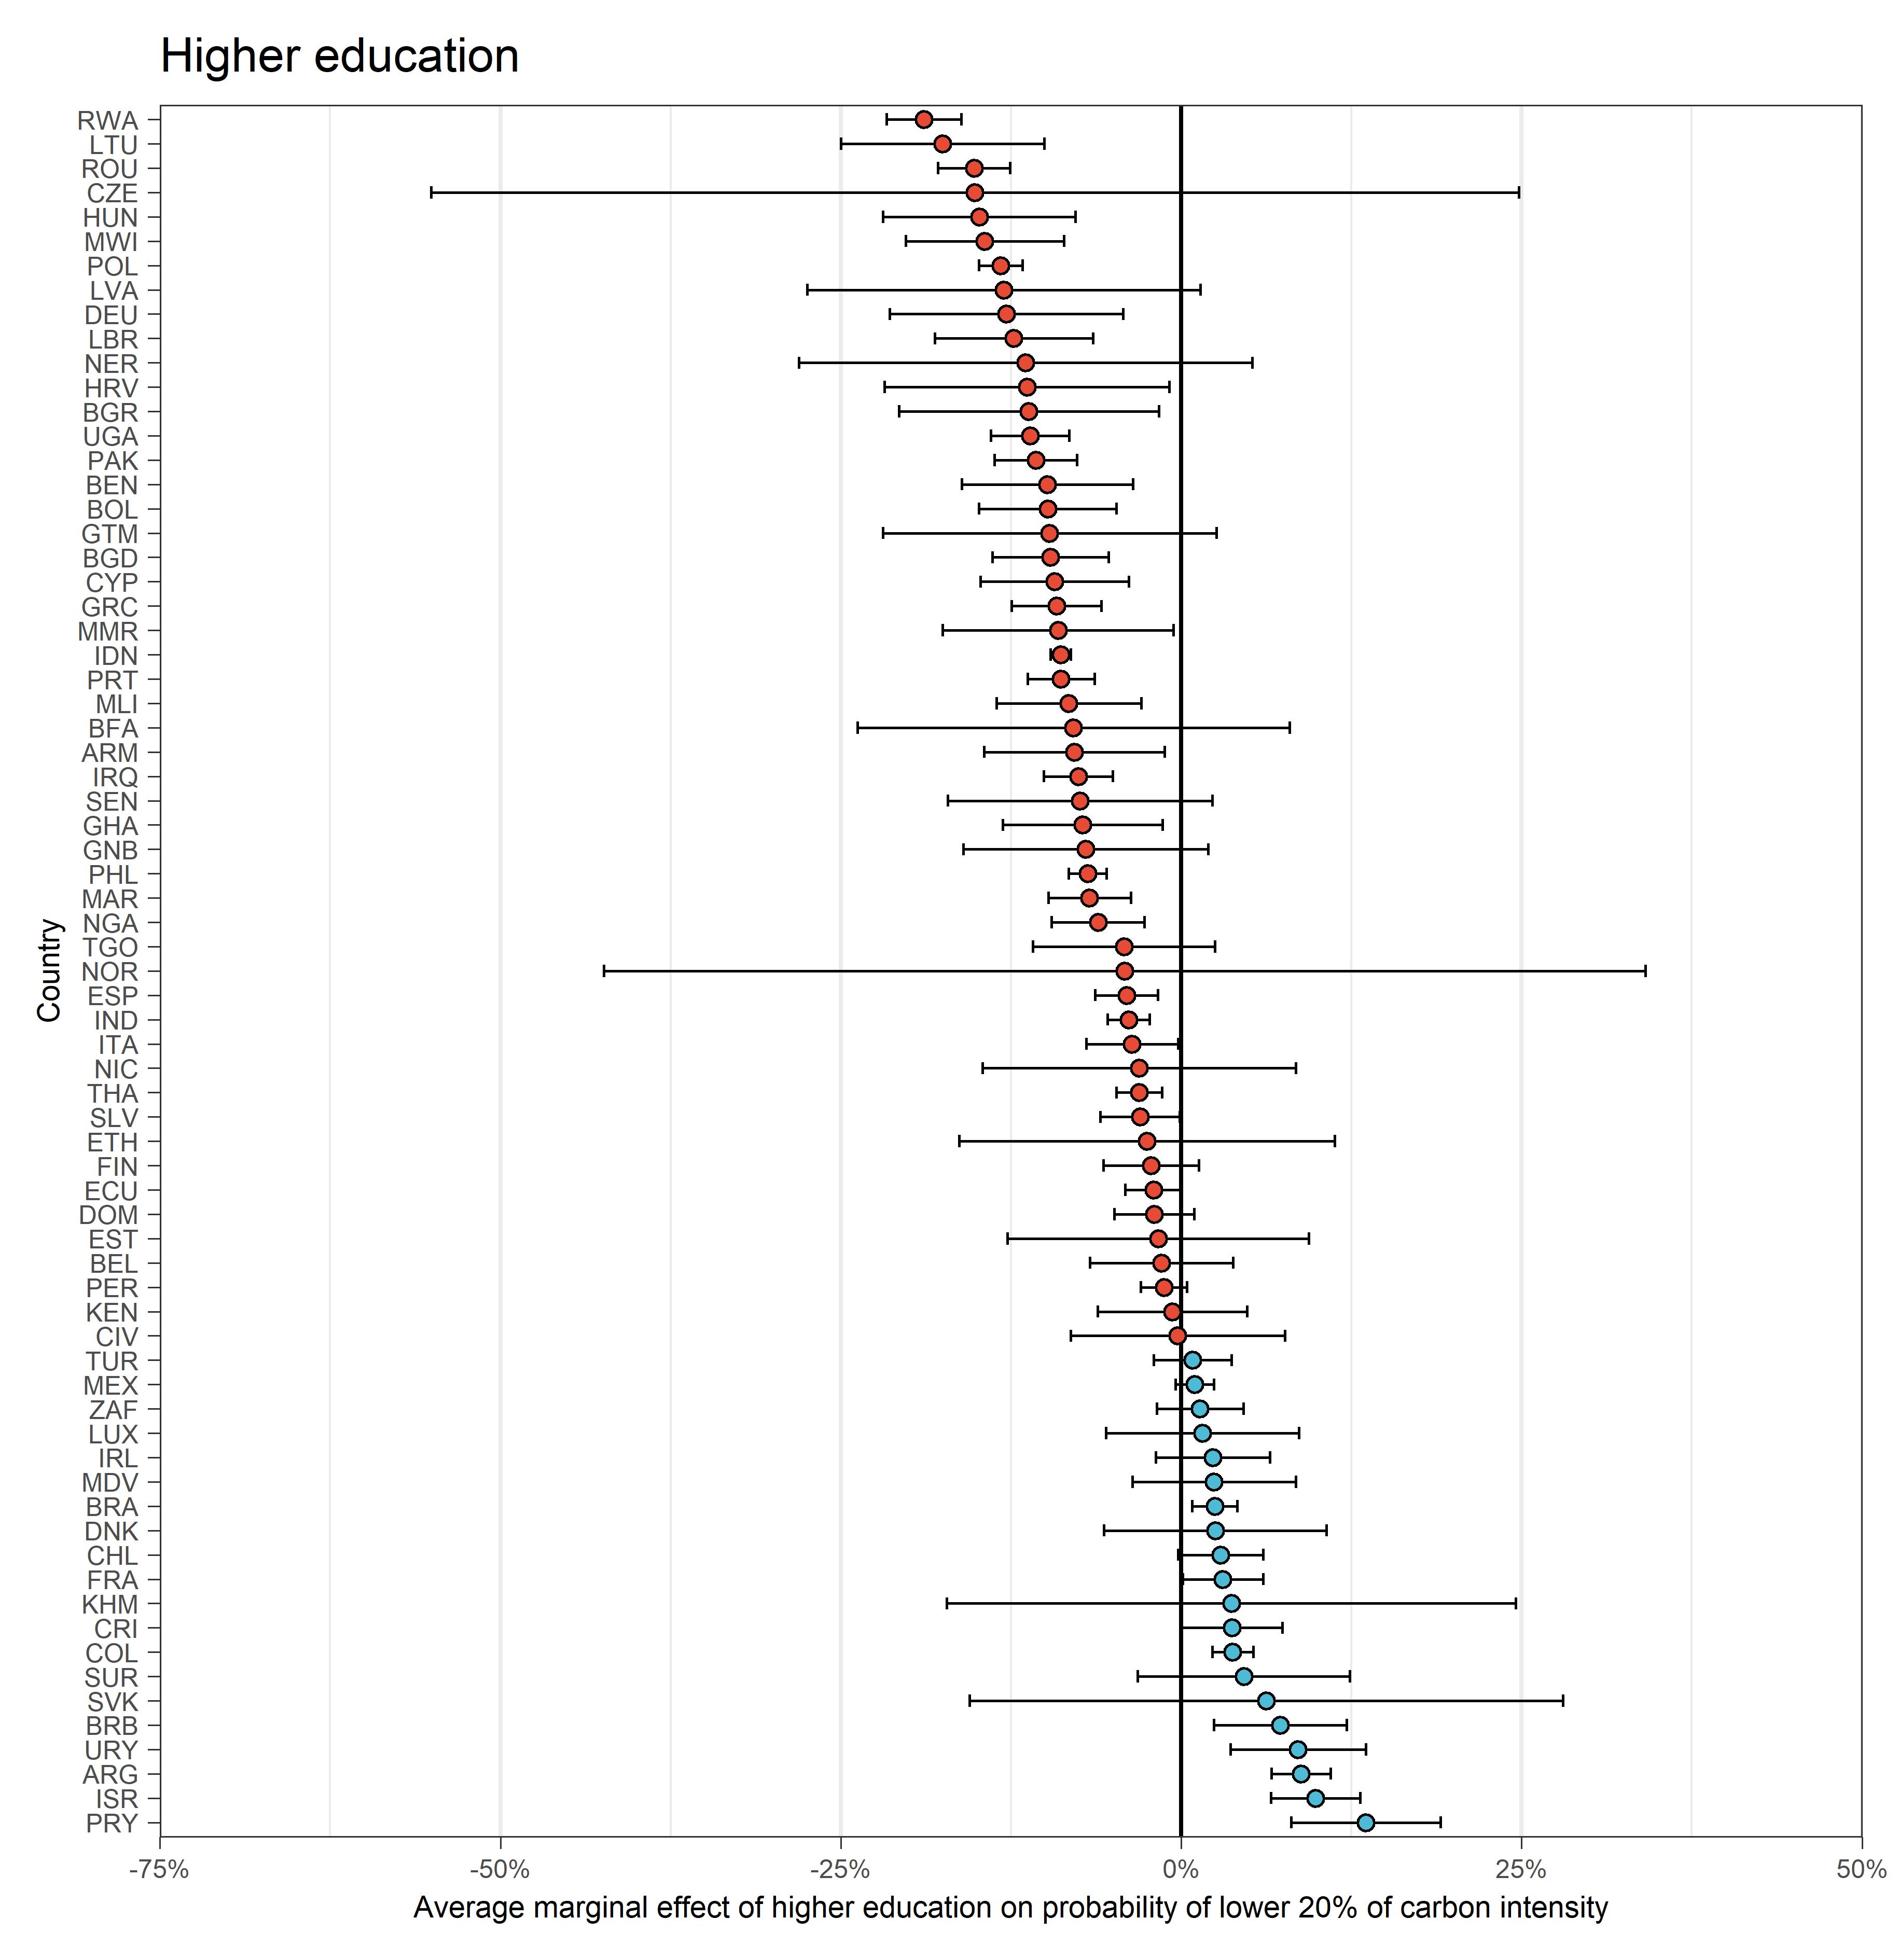 Higher education
RWA
LTU
ROU
CZE
HUN
MWI
POL
LVA
DEU
LBR
NER
HRV
BGR
UGA
PAK
BEN
BOL
GTM
BGD
CYP
GRC
MMR
IDN
PRT
MLI
BFA
ARM
IRQ
SEN
GHA
GNB
PHL
MAR
NGA
TGO
NOR
ESP
IND
ITA
NIC
THA
SLV
ETH
FIN
ECU
DOM
EST
BEL
PER
KEN
CIV
TUR
MEX
ZAF
LUX
IRL
MDV
BRA
DNK
CHL
FRA
KHM
CRI
COL
SUR
SVK
BRB
URY
ARG
ISR
PRY
Country
-75% -50% -25% 0% 25% 50%
Average marginal effect of higher education on probability of lower 20% of carbon intensity